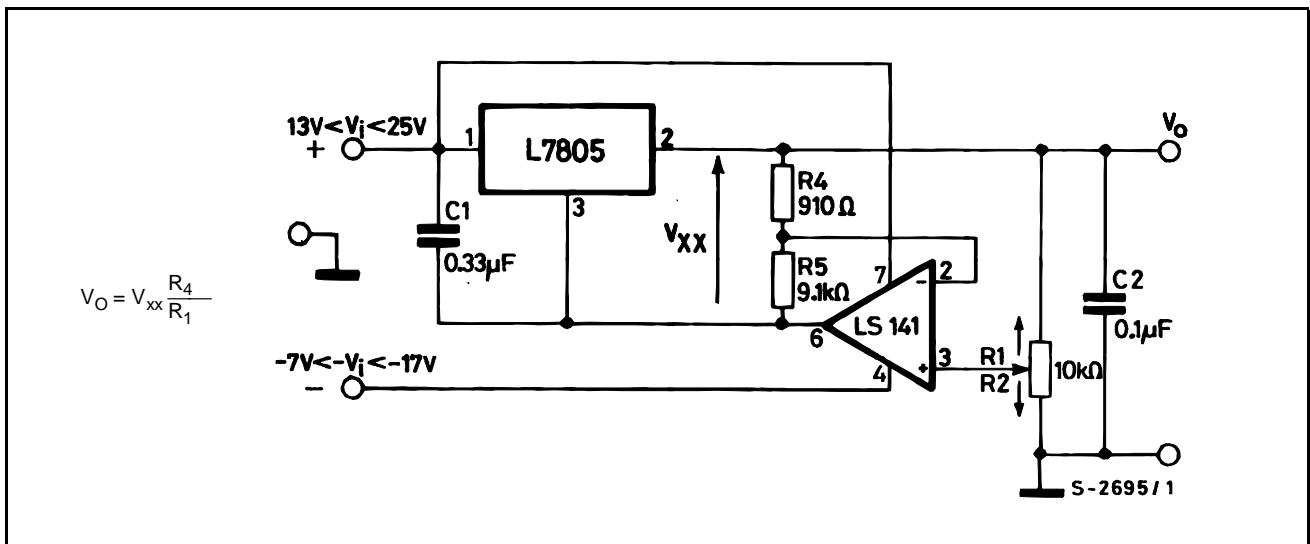 13V<Vi<25V
+
1
L7805
2
Vo
3
C1
0.33μF
VXX
R4
910Ω
R5
9.1kΩ
7
2
-
LS 141
6
4
3
+
R1
R2
10kΩ
C2
0.1μF
VO = Vxx R4
R1
-7V<-Vi<-17V
–
S-2695/1